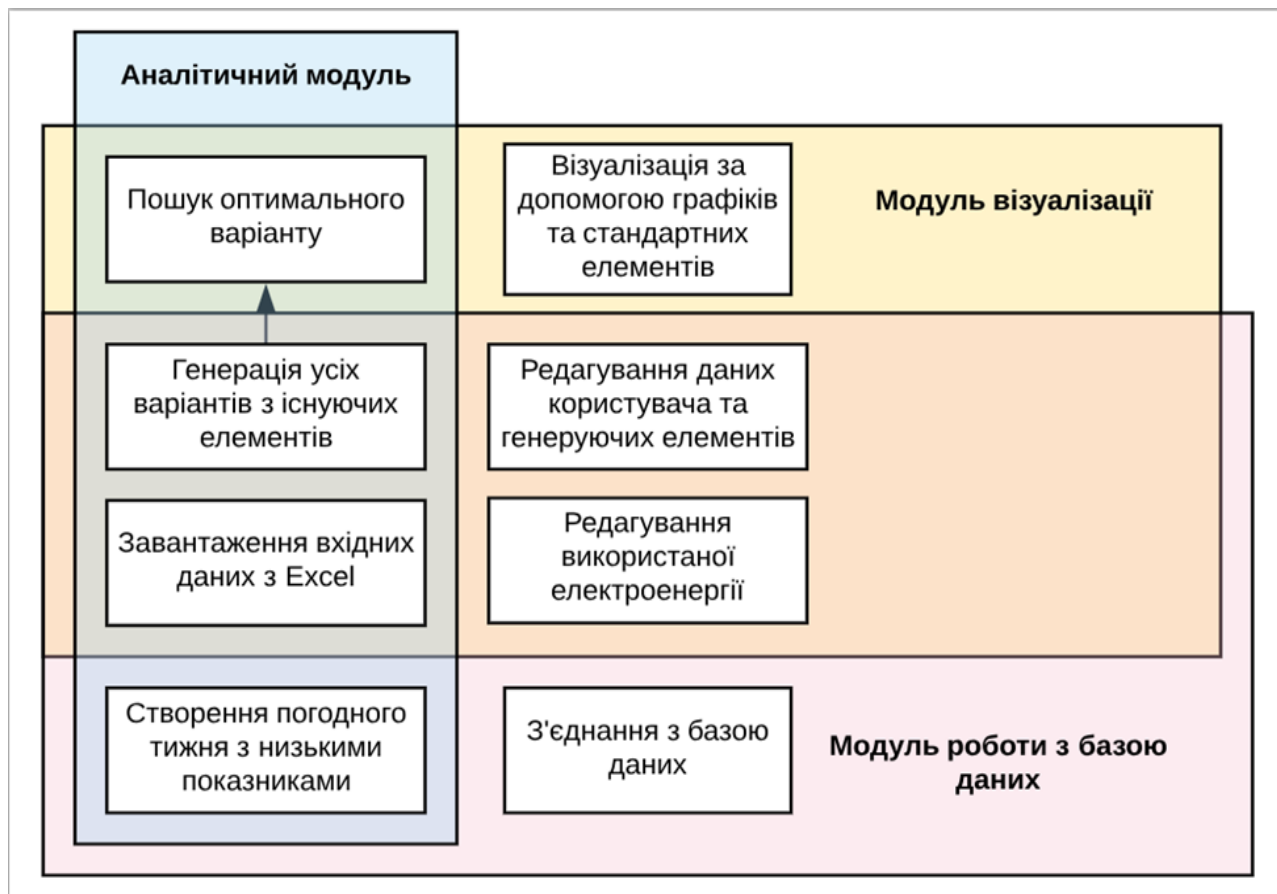 Аналітичний модуль
Пошук оптимального
варіанту
Візуалізація за
допомогою графіків
та стандартних
елементів
Модуль візуалізації
Генерація усіх
варіантів з існуючих
елементів
Редагування даних
користувача та
генеруючих елементів
Завантаження вхідних
даних з Excel
Редагування
використаної
електроенергії
Створення погодного
тижня з низькими
показниками
З'єднання з базою
даних
Модуль роботи з базою
даних